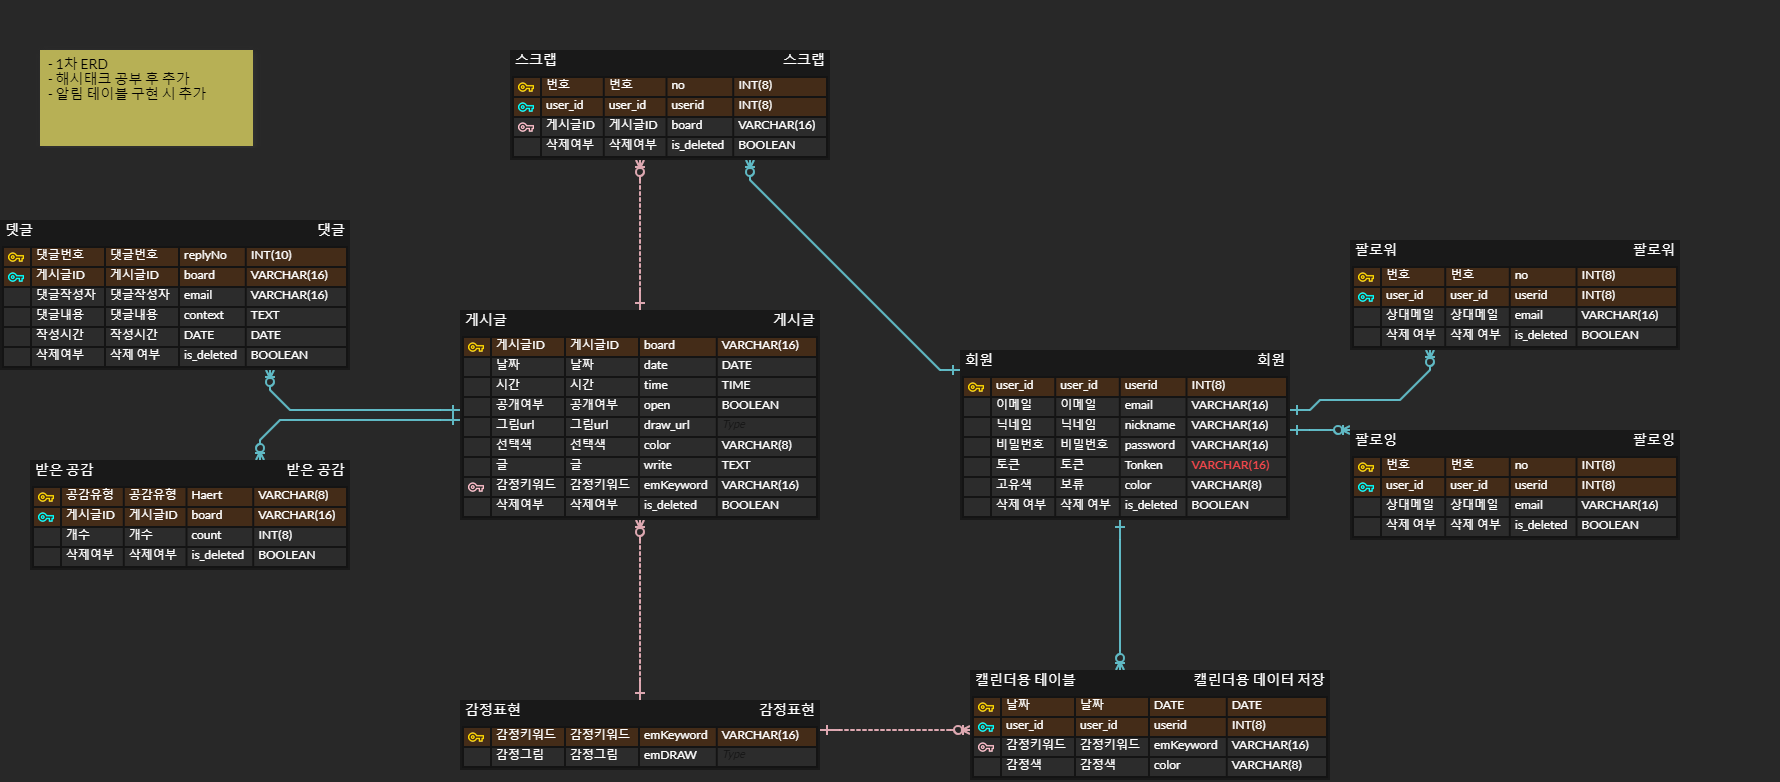 - 1차 ERD
- 해시태크 공부 후 추가
- 알림 테이블 구현 시 추가
스크랩 스크랩
번호 번호 no INT(8)
user_id user_id userid INT(8)
게시글ID 게시글ID board VARCHAR(16)
삭제여부 삭제여부 is_deleted BOOLEAN
뎃글 댓글
댓글번호 댓글번호 replyNo INT(10)
게시글ID 게시글ID board VARCHAR(16)
댓글작성자 댓글작성자 email VARCHAR(16)
댓글내용 댓글내용 context TEXT
작성시간 작성시간 DATE DATE
삭제여부 삭제 여부 is_deleted BOOLEAN
받은 공감 받은 공감
공감유형 공감유형 Haert VARCHAR(8)
게시글ID 게시글ID board VARCHAR(16)
개수 개수 count INT(8)
삭제여부 삭제여부 is_deleted BOOLEAN
게시글 게시글
게시글ID 게시글ID board VARCHAR(16)
날짜 날짜 date DATE
시간 시간 time TIME
공개여부 공개여부 open BOOLEAN
그림url 그림url draw_url Type
선택색 선택색 color VARCHAR(8)
글 글 write TEXT
감정키워드 감정키워드 emKeyword VARCHAR(16)
삭제여부 삭제여부 is_deleted BOOLEAN
회원 회원
user_id user_id userid INT(8)
이메일 이메일 email VARCHAR(16)
닉네임 닉네임 nickname VARCHAR(16)
비밀번호 비밀번호 password VARCHAR(16)
토큰 토큰 Tonken VARCHAR(16)
고유색 보류 color VARCHAR(8)
삭제 여부 삭제 여부 is_deleted BOOLEAN
팔로워 팔로워
번호 번호 no INT(8)
user_id user_id userid INT(8)
상대메일 상대메일 email VARCHAR(16)
삭제 여부 삭제 여부 is_deleted BOOLEAN
팔로잉 팔로잉
번호 번호 no INT(8)
user_id user_id userid INT(8)
상대메일 상대메일 email VARCHAR(16)
삭제 여부 삭제 여부 is_deleted BOOLEAN
감정표현 감정표현
감정키워드 감정키워드 emKeyword VARCHAR(16)
감정그림 감정그림 emDRAW Type
캘린더용 테이블 캘린더용 데이터 저장
날짜 날짜 DATE DATE
user_id user_id userid INT(8)
감정키워드 감정키워드 emKeyword VARCHAR(16)
감정색 감정색 color VARCHAR(8)